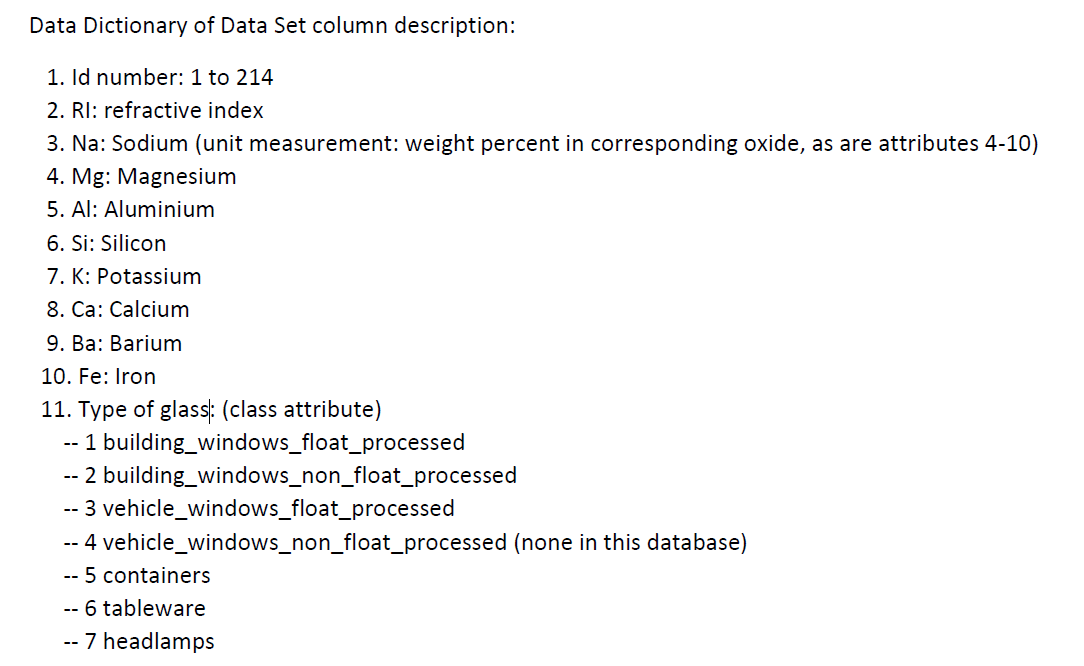 Data Dictionary of Data Set column description:
1. Id number: 1 to 214
2. RI: refractive index
3. Na: Sodium (unit measurement: weight percent in corresponding oxide, as are attributes 4-10)
4. Mg: Magnesium
5. Al: Aluminium
6. Si: Silicon
7. K: Potassium
8. Ca: Calcium
9. Ba: Barium
10. Fe: Iron
11. Type of glass: (class attribute)
-- 1 building_windows_float_processed
-- 2 building_windows_non_float_processed
-- 3 vehicle_windows_float_processed
-- 4 vehicle_windows_non_float_processed (none in this database)
-- 5 containers
-- 6 tableware
-- 7 headlamps